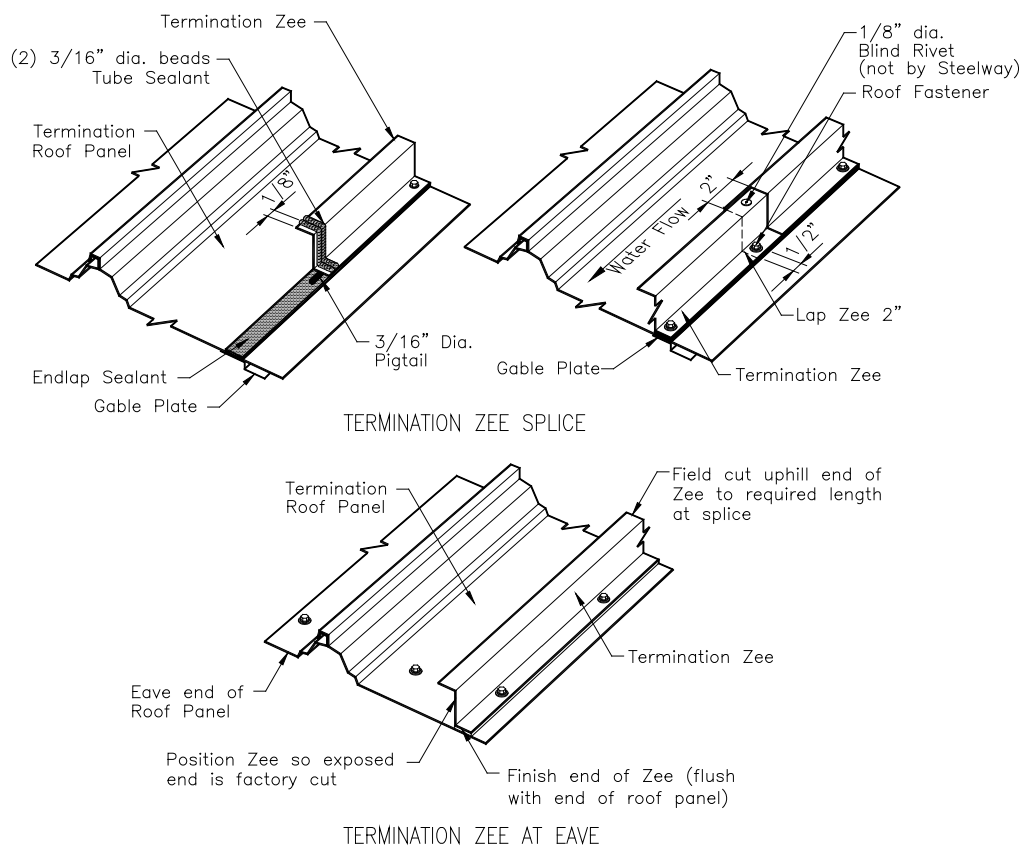 Termination Zee
(2) 3/16” dia. beads
Tube Sealant
Termination
Roof Panel
1/8”
3/16” Dia.
Pigtail
Endlap Sealant
Gable Plate
1/8” dia.
Blind Rivet
(not by Steelway)
Roof Fastener
2”
Water Flow
1/2”
Lap Zee 2”
Gable Plate
Termination Zee
TERMINATION ZEE SPLICE
Termination
Roof Panel
Field cut uphill end of
Zee to required length
at splice
Termination Zee
Eave end of
Roof Panel
Position Zee so exposed
end is factory cut
Finish end of Zee (flush
with end of roof panel)
TERMINATION ZEE AT EAVE